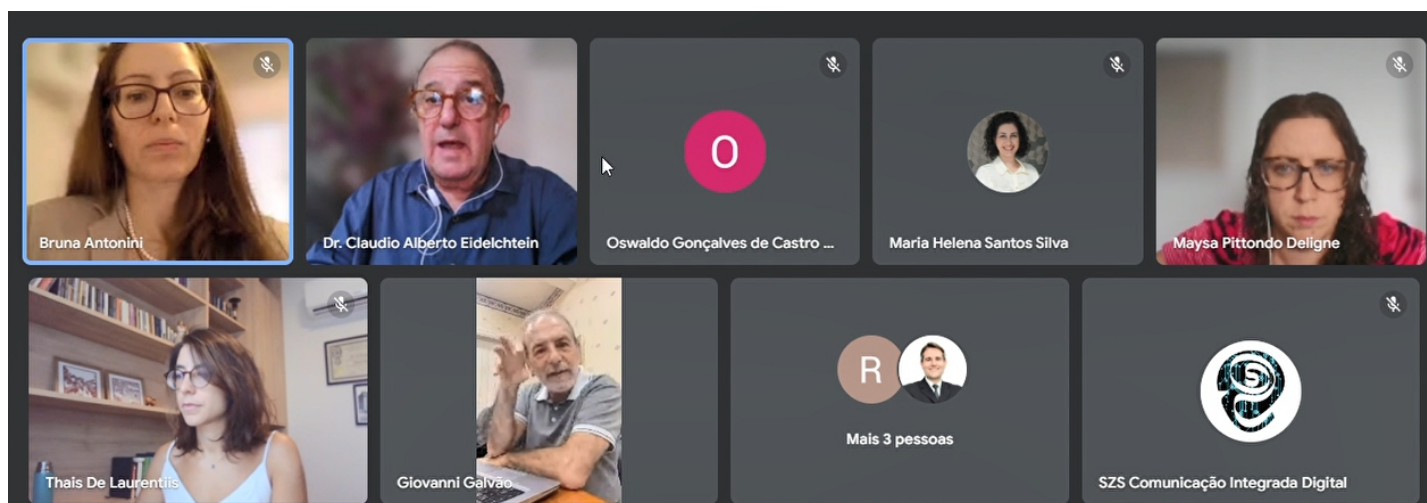 Bruna Antonini
Dr. Claudio Alberto Eidelchtein
O
Oswaldo Gonçalves de Castro ...
Maria Helena Santos Silva
Maysa Pittondo Deligne
Thais De Laurentiis
Giovanni Galvão
R
Mais 3 pessoas
S
SZS Comunicação Integrada Digital